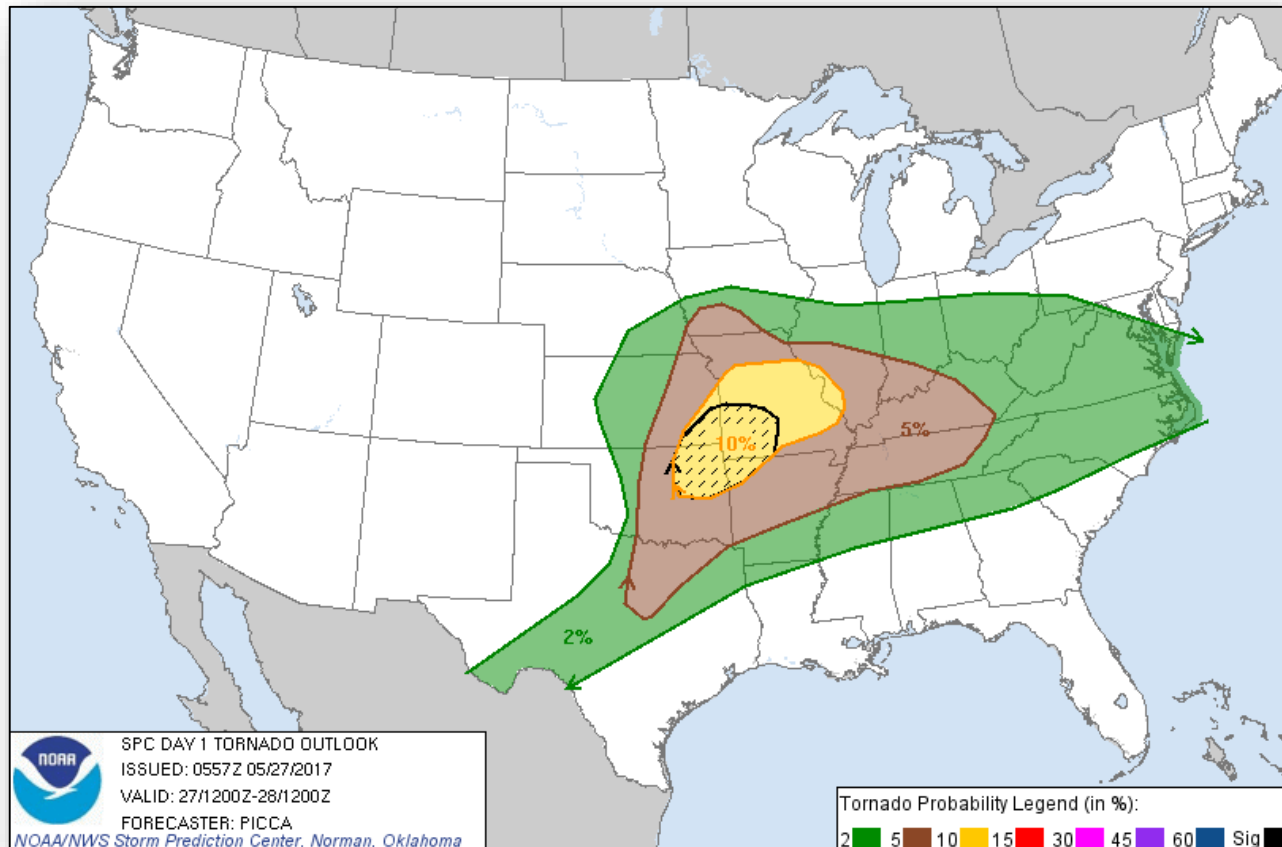 10%
5%
2%
NOAA
SPC DAY 1 TORNADO OUTLOOK
ISSUED: 0557Z 05/27/2017
VALID: 27/1200Z-28/1200Z
FORECASTER: PICCA
NOAA/NWS Storm Prediction Center, Norman, Oklahoma
Tornado Probability Legend (in %):
2 5 10 15 30 45 60 Sig